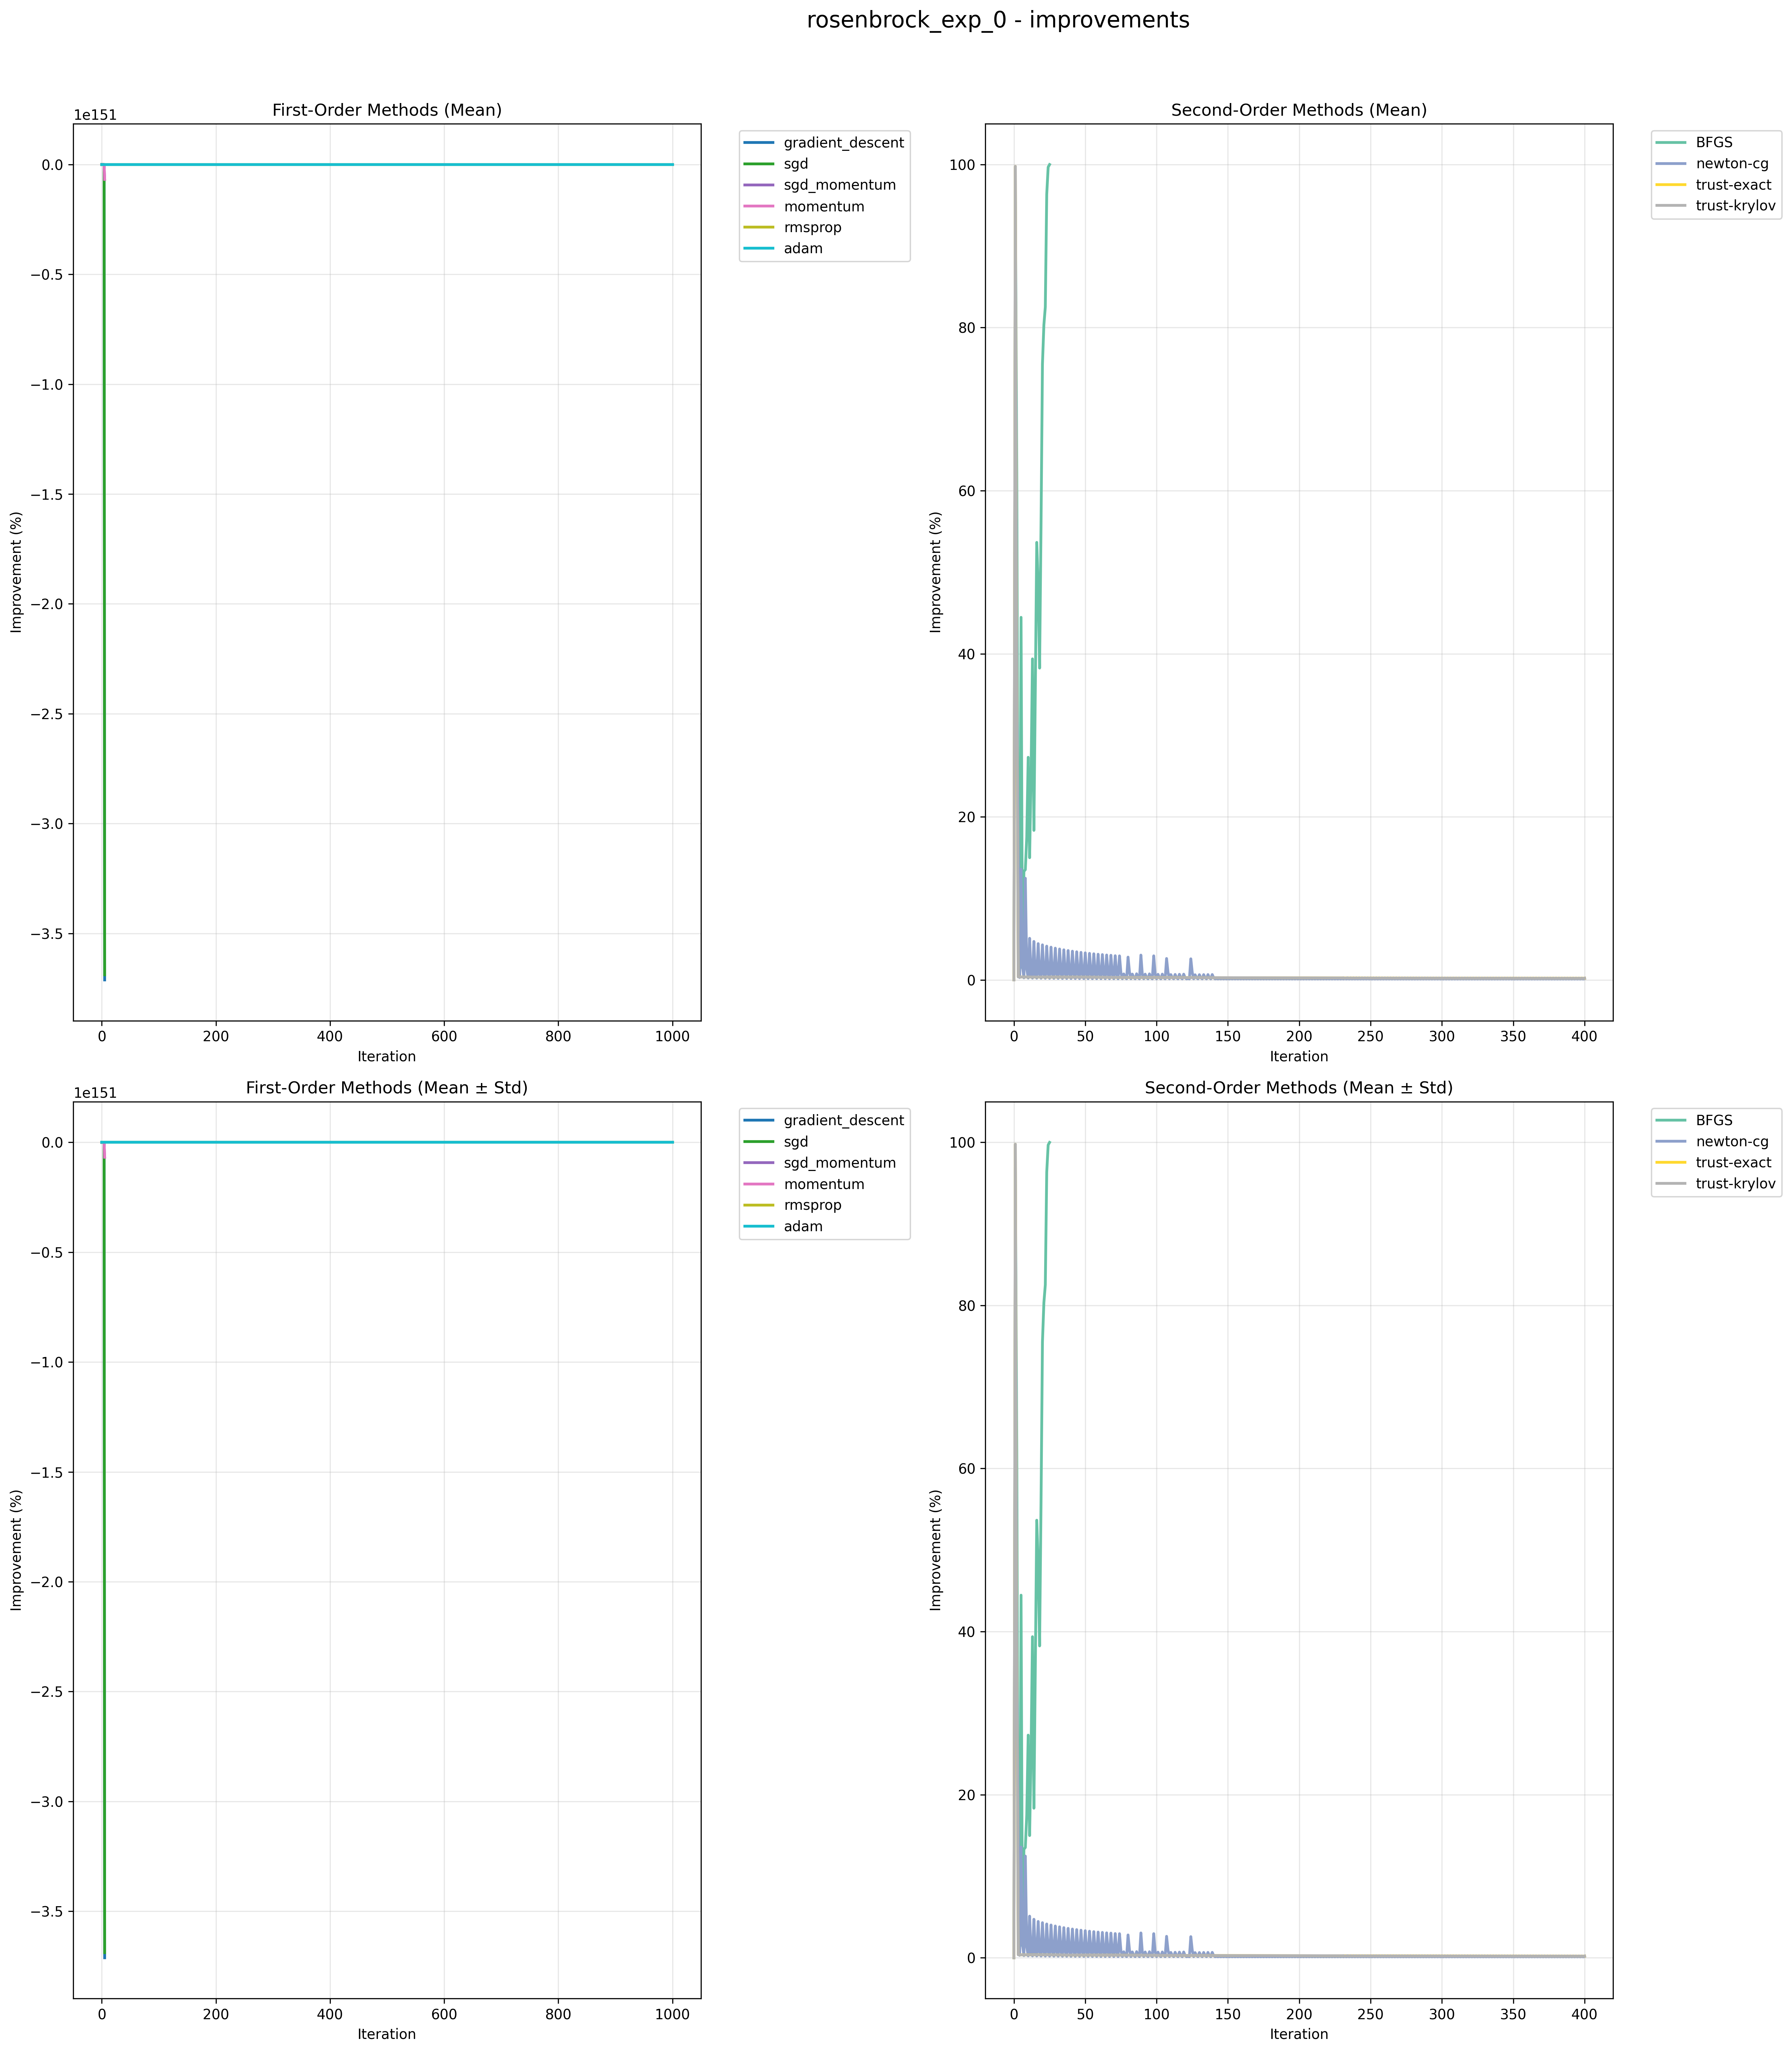 rosenbrock_exp_0 - improvements
First-Order Methods (Mean)
1e151
0.0
−0.5
−1.0
−1.5
−2.0
−2.5
−3.0
−3.5
Improvement (%)
0 200 400 600 800 1000
Iteration
gradient_descent
sgd
sgd_momentum
momentum
rmsprop
adam
Second-Order Methods (Mean)
100
80
60
40
20
0
Improvement (%)
0 50 100 150 200 250 300 350 400
Iteration
BFGS
newton-cg
trust-exact
trust-krylov
First-Order Methods (Mean ± Std)
1e151
0.0
−0.5
−1.0
−1.5
−2.0
−2.5
−3.0
−3.5
Improvement (%)
0 200 400 600 800 1000
Iteration
gradient_descent
sgd
sgd_momentum
momentum
rmsprop
adam
Second-Order Methods (Mean ± Std)
100
80
60
40
20
0
Improvement (%)
0 50 100 150 200 250 300 350 400
Iteration
BFGS
newton-cg
trust-exact
trust-krylov